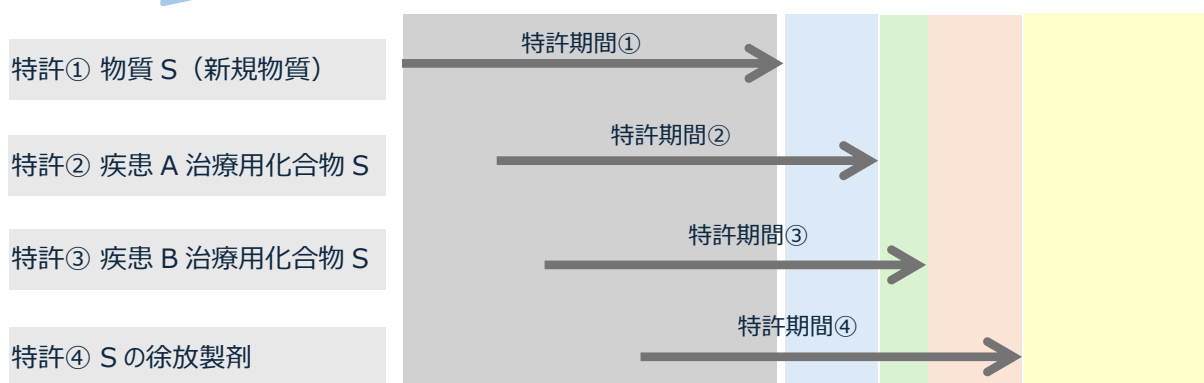 特許① 物質 S（新規物質）
特許期間①
特許② 疾患 A 治療用化合物 S
特許期間②
特許③ 疾患 B 治療用化合物 S
特許期間③
特許④ S の徐放製剤
特許期間④